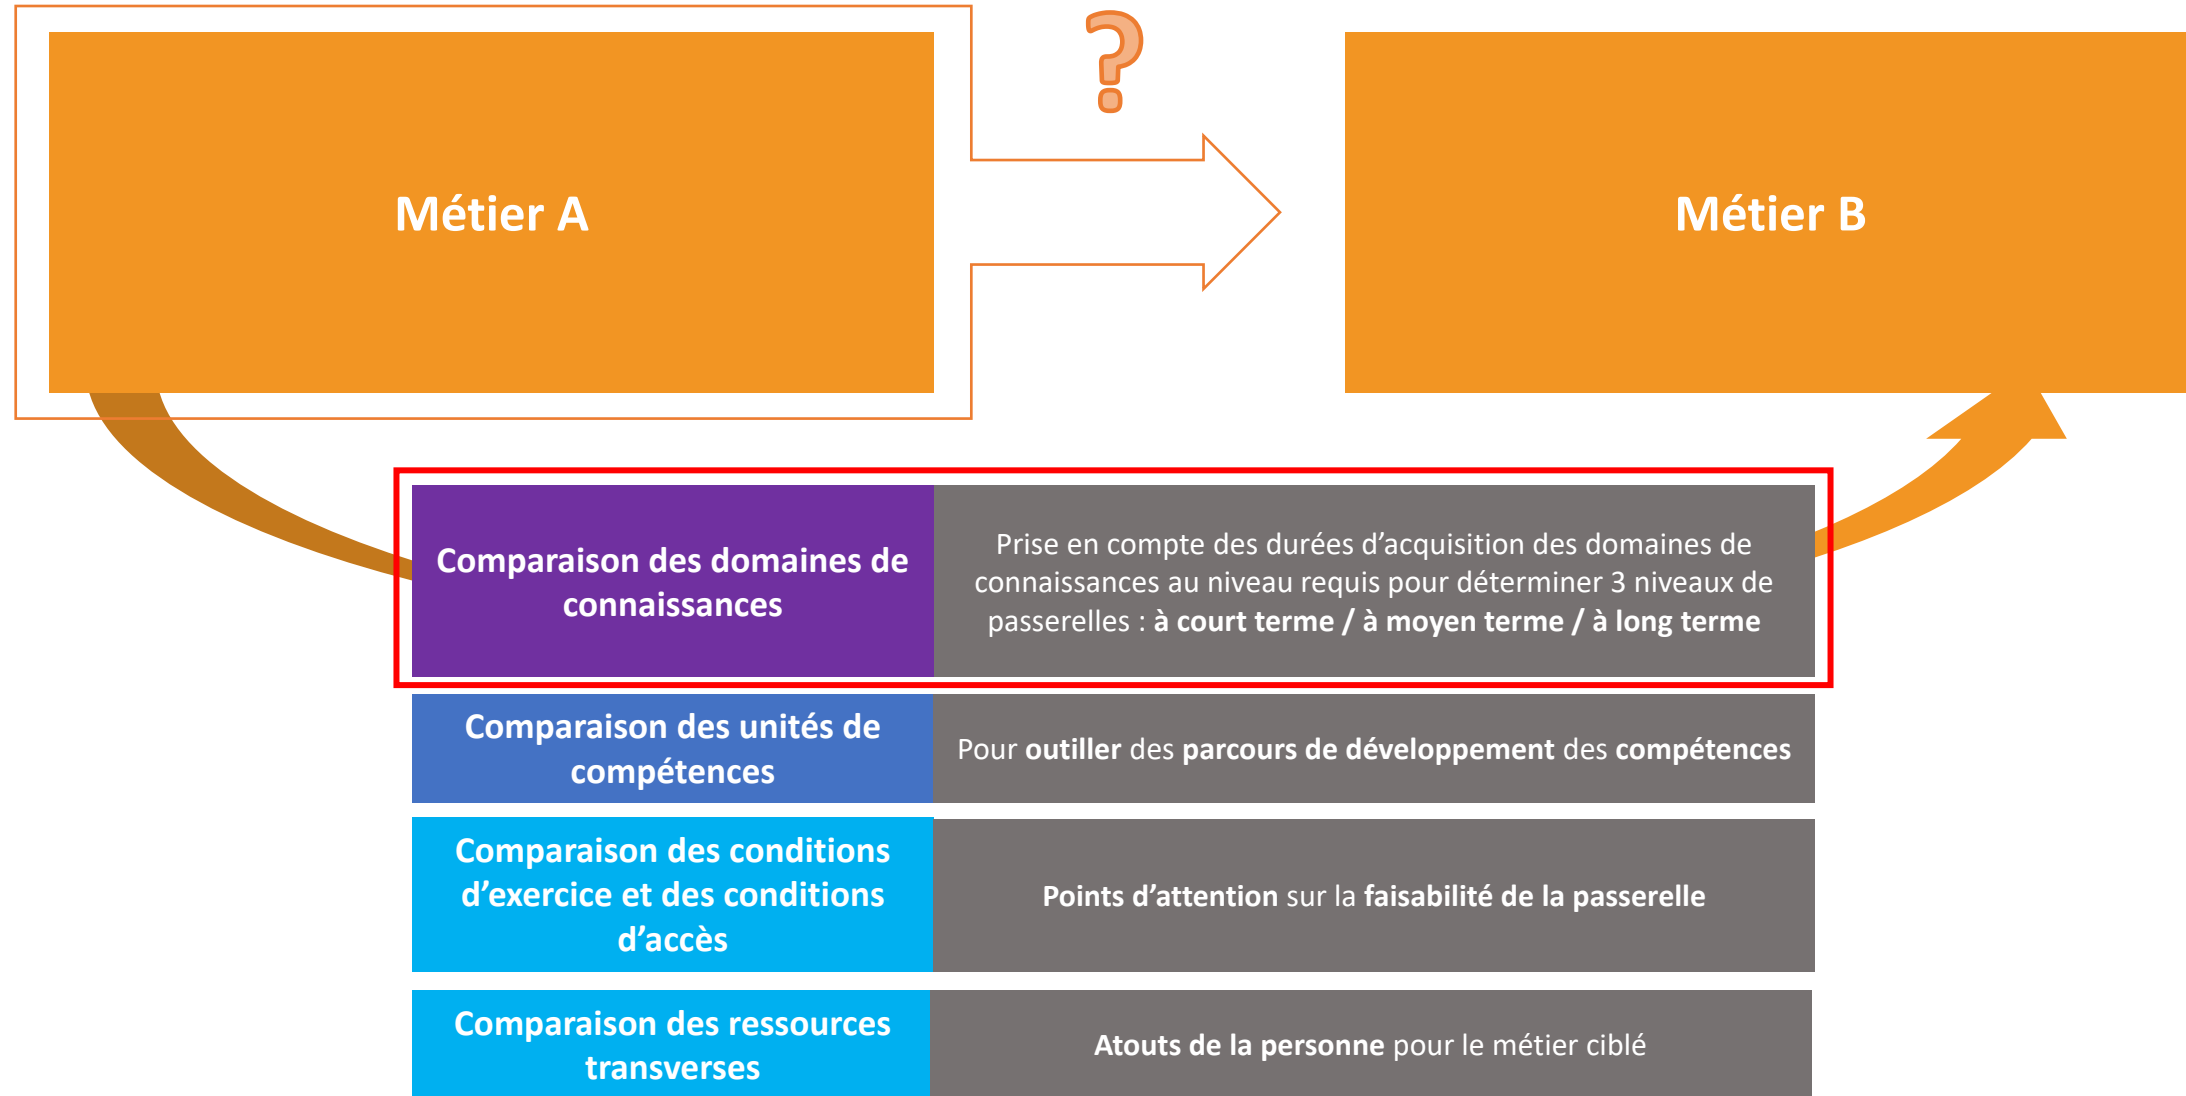 ?
Métier A
Métier B
Comparaison des domaines de
connaissances
Prise en compte des durées d’acquisition des domaines de
connaissances au niveau requis pour déterminer 3 niveaux de
passerelles : à court terme / à moyen terme / à long terme
Comparaison des unités de
compétences
Pour outiller des parcours de développement des compétences
Comparaison des conditions
d’exercice et des conditions
d’accès
Points d’attention sur la faisabilité de la passerelle
Comparaison des ressources
transverses
Atouts de la personne pour le métier ciblé